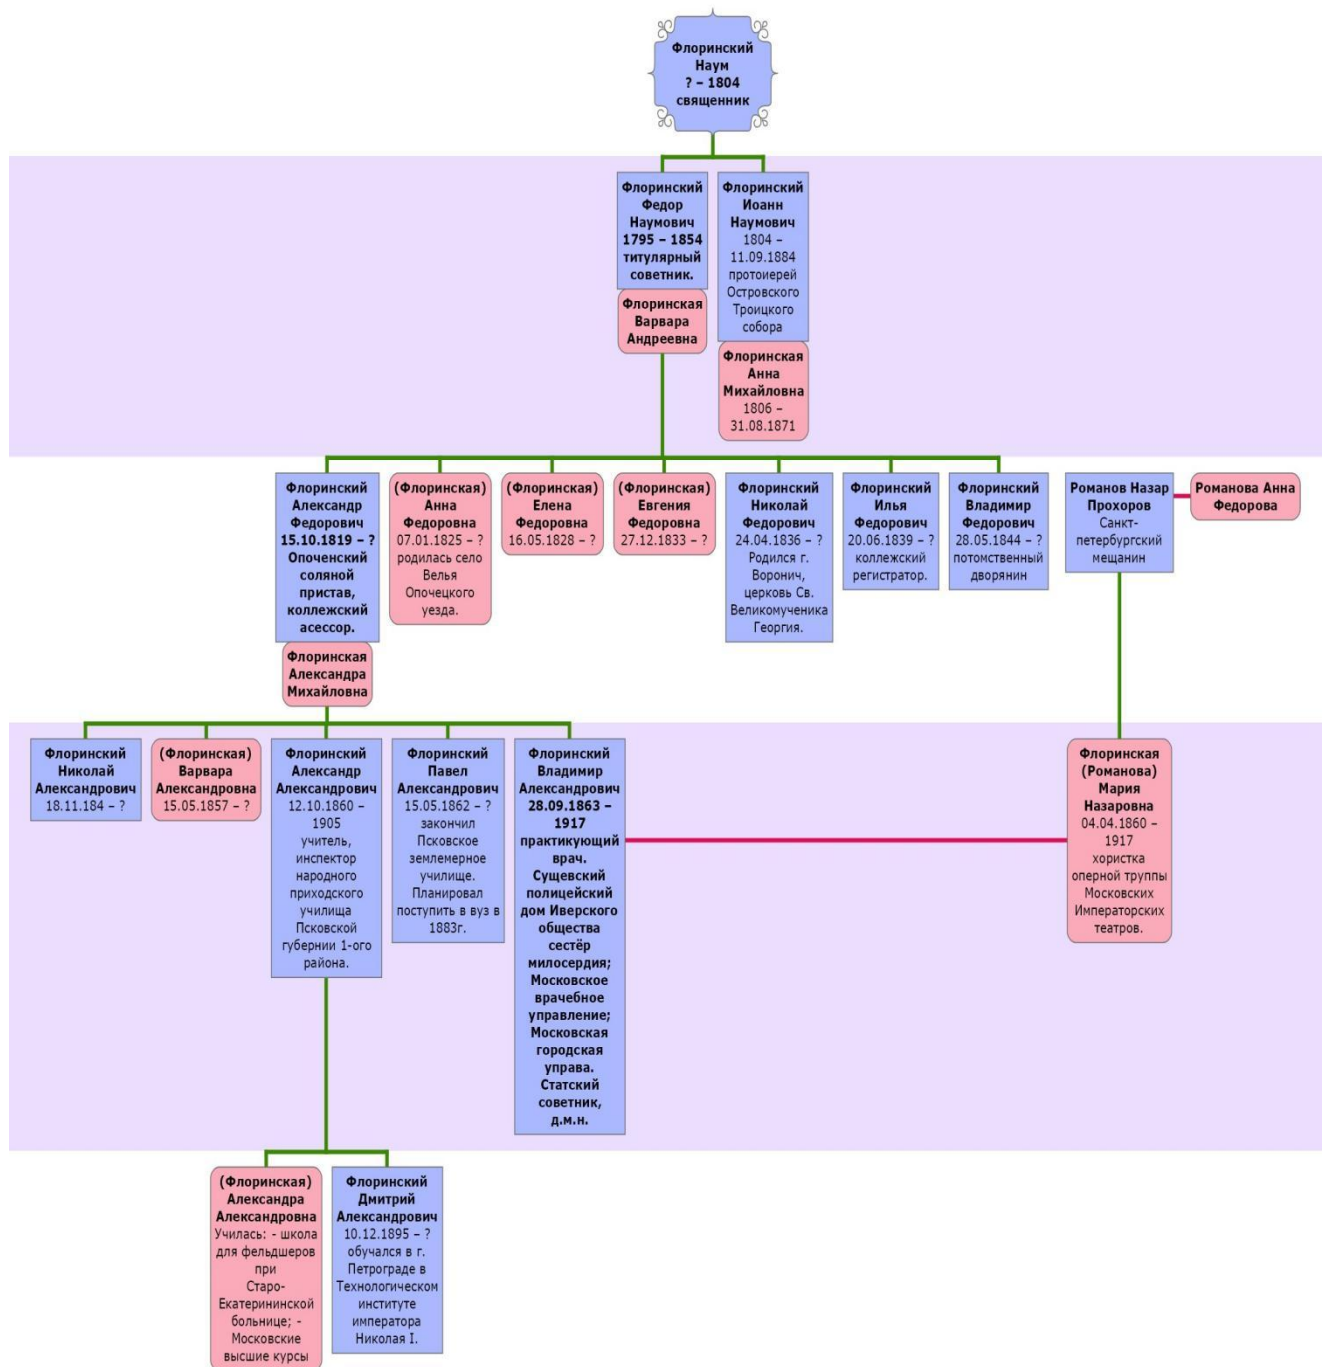 Флоринский
Наум
? – 1804
священник
Флоринский
Федор
Наумович
1795 – 1854
титулярный
советник.
Флоринская
Варвара
Андреевна
Флоринский
Иоанн
Наумович
1804 –
11.09.1884
протоиерей
Островского
Троицкого
собора
Флоринская
Анна
Михайловна
1806 –
31.08.1871
Флоринский
Александр
Федорович
15.10.1819 – ?
Опоченский
соляной
пристав,
коллежский
асессор.
Флоринская
Александра
Михайловна
(Флоринская)
Анна
Федоровна
07.01.1825 – ?
родилась село
Велья
Опочецкого
уезда.
(Флоринская)
Елена
Федоровна
16.05.1828 – ?
(Флоринская)
Евгения
Федоровна
27.12.1833 – ?
Флоринский
Николай
Федорович
24.04.1836 – ?
Родился г.
Воронич,
церковь Св.
Великомученика
Георгия.
Флоринский
Илья
Федорович
20.06.1839 – ?
коллежский
регистратор.
Флоринский
Владимир
Федорович
28.05.1844 – ?
потомственный
дворянин
Романов Назар
Прохоров
Санкт-
петербургский
мещанин
Романова Анна
Федорова
Флоринский
Николай
Александрович
18.11.184 – ?
(Флоринская)
Варвара
Александровна
15.05.1857 – ?
Флоринский
Александр
Александрович
12.10.1860 –
1905
учитель,
инспектор
народного
приходского
училища
Псковской
губернии 1-ого
района.
Флоринский
Павел
Александрович
15.05.1862 – ?
закончил
Псковское
землемерное
училище.
Планировал
поступить в вуз в
1883г.
Флоринский
Владимир
Александрович
28.09.1863 –
1917
практикующий
врач.
Сущевский
полицейский
дом Иверского
общества
сестёр
милосердия;
Московское
врачебное
управление;
Московская
городская
управа.
Статский
советник,
д.м.н.
Флоринская
(Романова)
Мария
Назаровна
04.04.1860 –
1917
хористка
оперной труппы
Московских
Императорских
театров.
(Флоринская)
Александра
Александровна
Училась: - школа
для фельдшеров
при
Старо-
Екатерининской
больнице; -
Московские
высшие курсы
Флоринский
Дмитрий
Александрович
10.12.1895 – ?
обучался в г.
Петрограде в
Технологическом
институте
императора
Николая I.